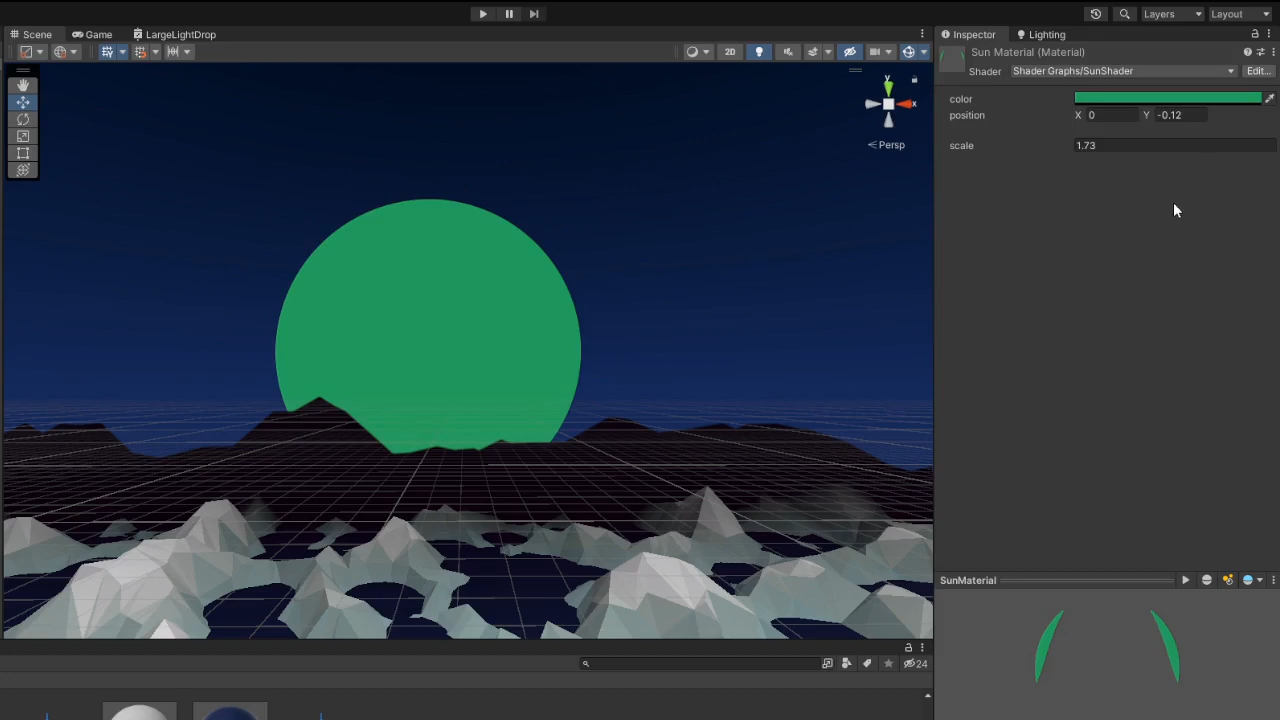 Layers
Layout
Scene
Game
LargeLightDrop
Inspector
Lighting
2D
Sun Material (Material)
Shader
Shader Graphs/SunShader
Edit...
color
position
X 0
Y -0.12
scale
1.73
y
x
Persp
SunMaterial
24